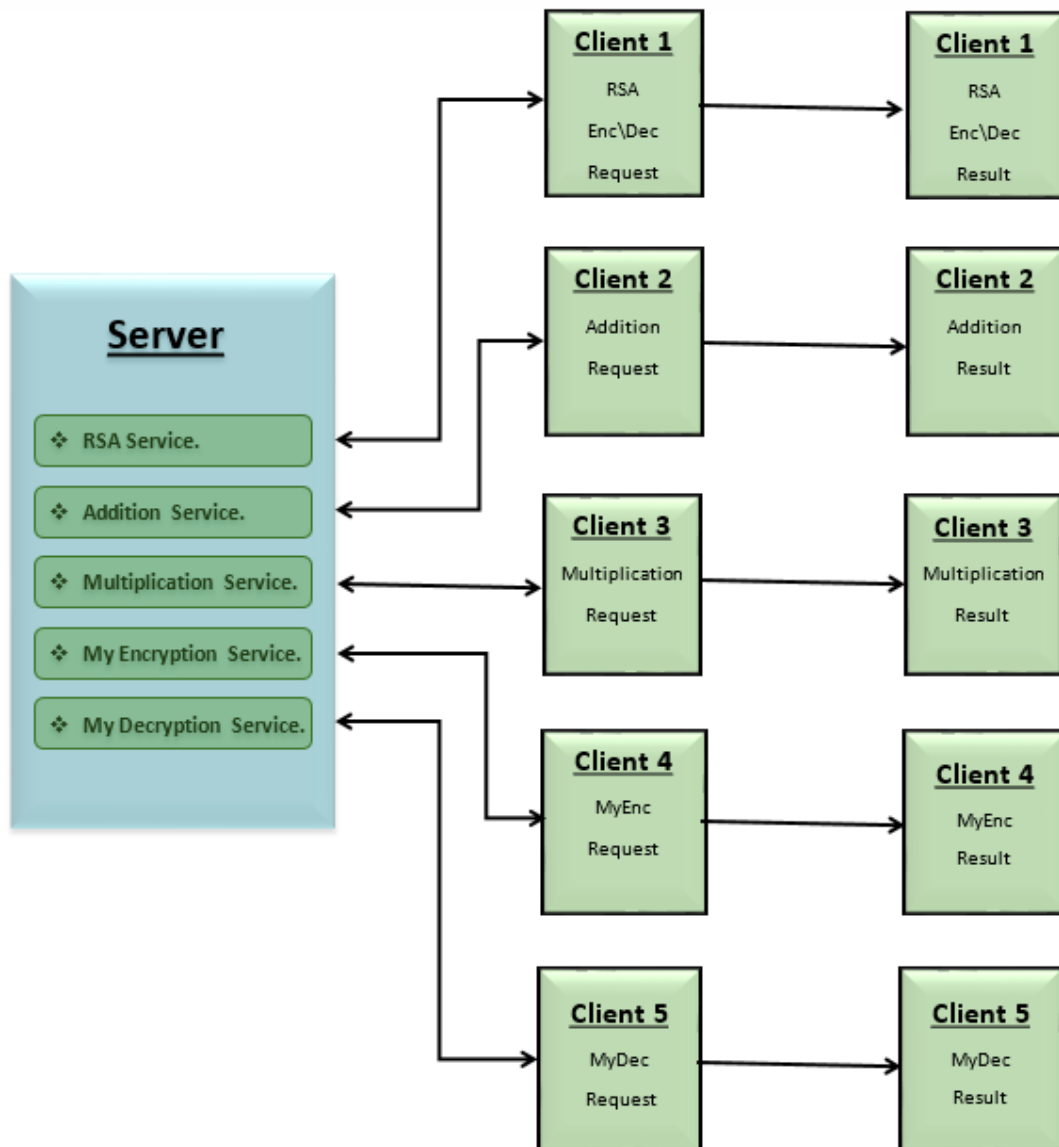 Server
❖ RSA Service.
❖ Addition Service.
❖ Multiplication Service.
❖ My Encryption Service.
❖ My Decryption Service.
Client 1
RSA
Enc\Dec
Request
Client 1
RSA
Enc\Dec
Result
Client 2
Addition
Request
Client 2
Addition
Result
Client 3
Multiplication
Request
Client 3
Multiplication
Result
Client 4
MyEnc
Request
Client 4
MyEnc
Result
Client 5
MyDec
Request
Client 5
MyDec
Result